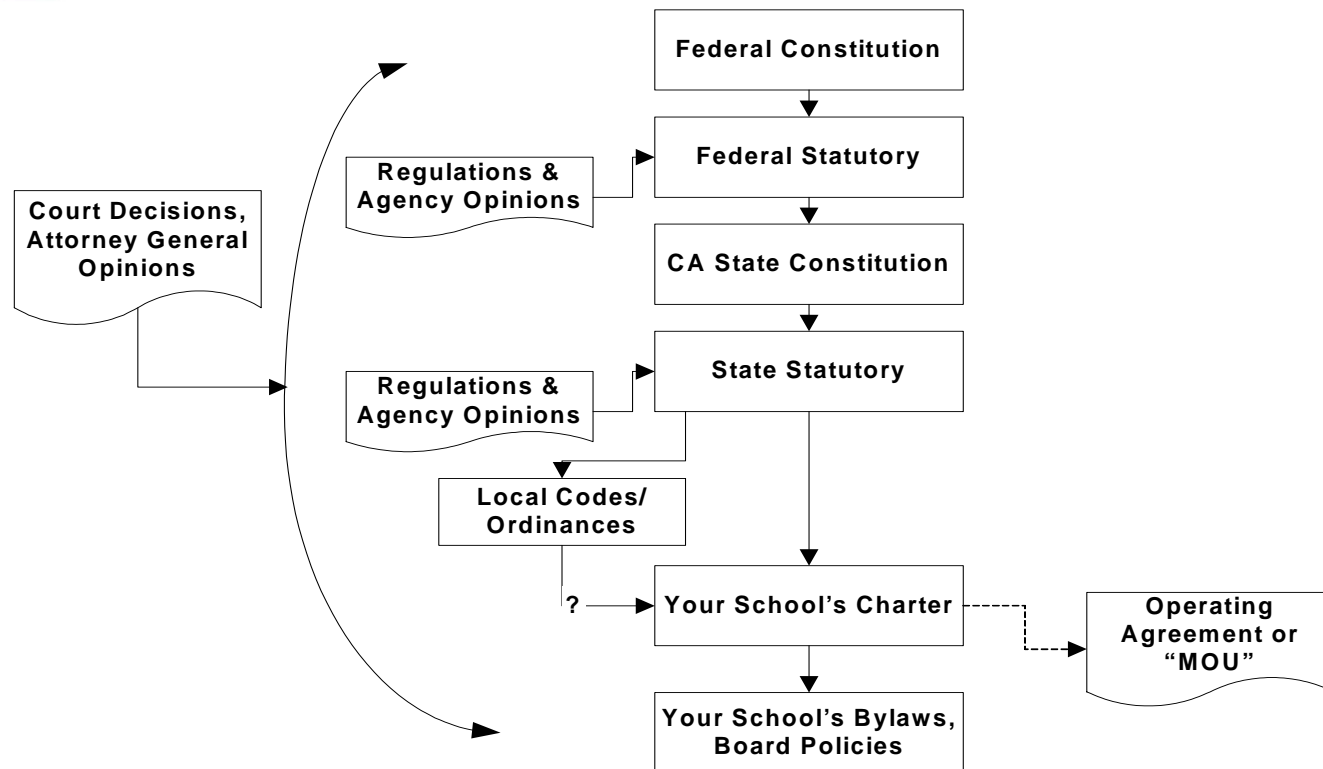 Federal Constitution
Federal Statutory
Regulations &
Agency Opinions
Court Decisions,
Attorney General
Opinions
CA State Constitution
State Statutory
Regulations &
Agency Opinions
Local Codes/
Ordinances
?
Your School’s Charter
Operating
Agreement or
“MOU”
Your School’s Bylaws,
Board Policies